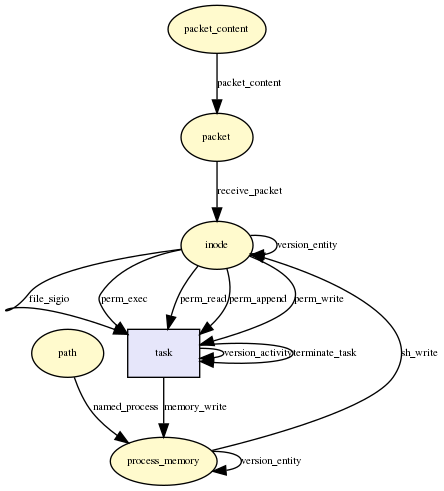 packet_content
packet_content
packet
receive_packet
inode
version_entity
file_sigio
perm_exec
perm_read
perm_append
perm_write
path
task
version_activity
terminate_task
sh_write
named_process
memory_write
process_memory
version_entity